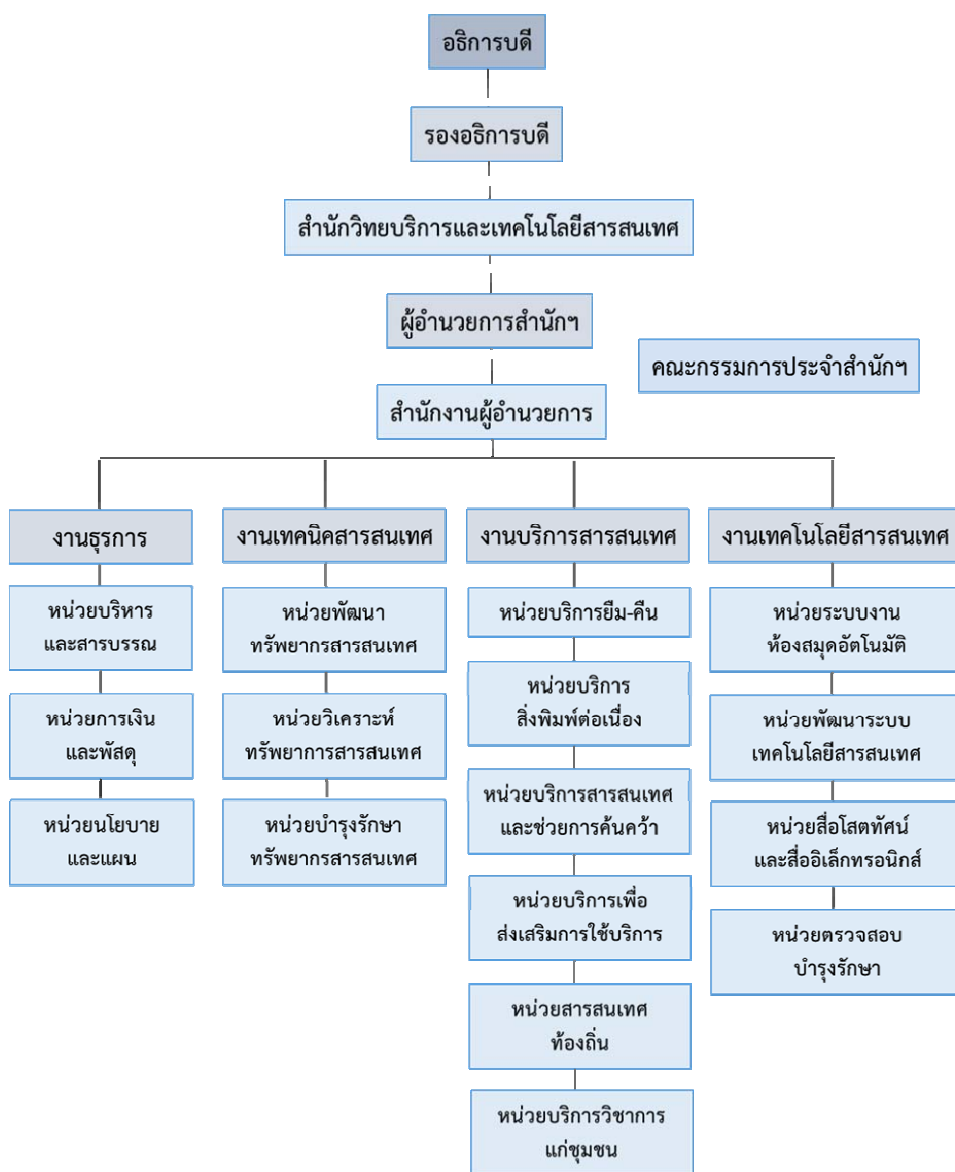 อธิการบดี
รองอธิการบดี
สำนักวิทยบริการและเทคโนโลยีสารสนเทศ
ผู้อำนวยการสำนักฯ
คณะกรรมการประจำสำนักฯ
สำนักงานผู้อำนวยการ
งานธุรการ
หน่วยบริหาร
และสารบรรณ
หน่วยการเงิน
และพัสดุ
หน่วยนโยบาย
และแผน
งานเทคนิคสารสนเทศ
หน่วยพัฒนา
ทรัพยากรสารสนเทศ
หน่วยวิเคราะห์
ทรัพยาการสารสนเทศ
หน่วยบำรุงรักษา
ทรัพยากรสารสนเทศ
งานบริการสารสนเทศ
หน่วยบริการยืม-คืน
หน่วยบริการ
สิ่งพิมพ์ต่อเนื่อง
หน่วยบริการสารสนเทศ
และช่วยการค้นคว้า
หน่วยบริการเพื่อ
ส่งเสริมการใช้บริการ
หน่วยสารสนเทศ
ท้องถิ่น
หน่วยบริการวิชาการ
แก่ชุมชน
งานเทคโนโลยีสารสนเทศ
หน่วยระบบงาน
ห้องสมุดอัตโนมัติ
หน่วยพัฒนาระบบ
เทคโนโลยีสารสนเทศ
หน่วยสื่อโสตทัศน์
และสื่ออิเล็กทรอนิกส์
หน่วยตรวจสอบ
บำรุงรักษา